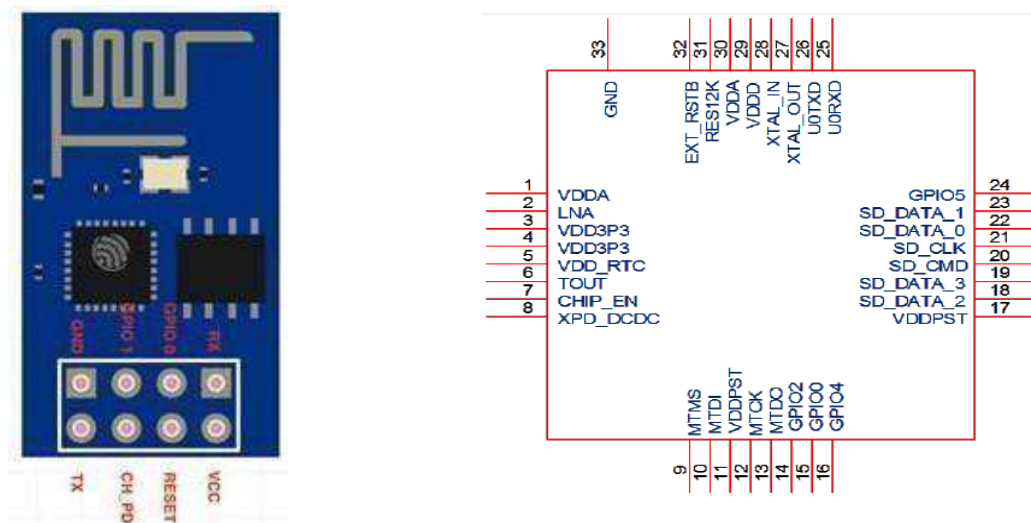 GND
GPIO 1
GPIO 0
RX
TX
CH_PD
RESET
VCC
33
32
31
30
29
28
27
26
25
GND
EXT_RSTB
RES12K
VDDA
VDDD
XTAL_IN
XTAL_OUT
U0TXD
U0RXD
1 VDDA
2 LNA
3 VDD3P3
4 VDD3P3
5 VDD_RTC
6 TOUT
7 CHIP_EN
8 XPD_DCDC
GPIO5 24
SD_DATA_1 23
SD_DATA_0 22
SD_CLK 21
SD_CMD 20
SD_DATA_3 19
SD_DATA_2 18
VDDPST 17
MTMS
MTDI
VDDPST
MTCK
MTDO
GPIO2
GPIO0
GPIO4
9
10
11
12
13
14
15
16